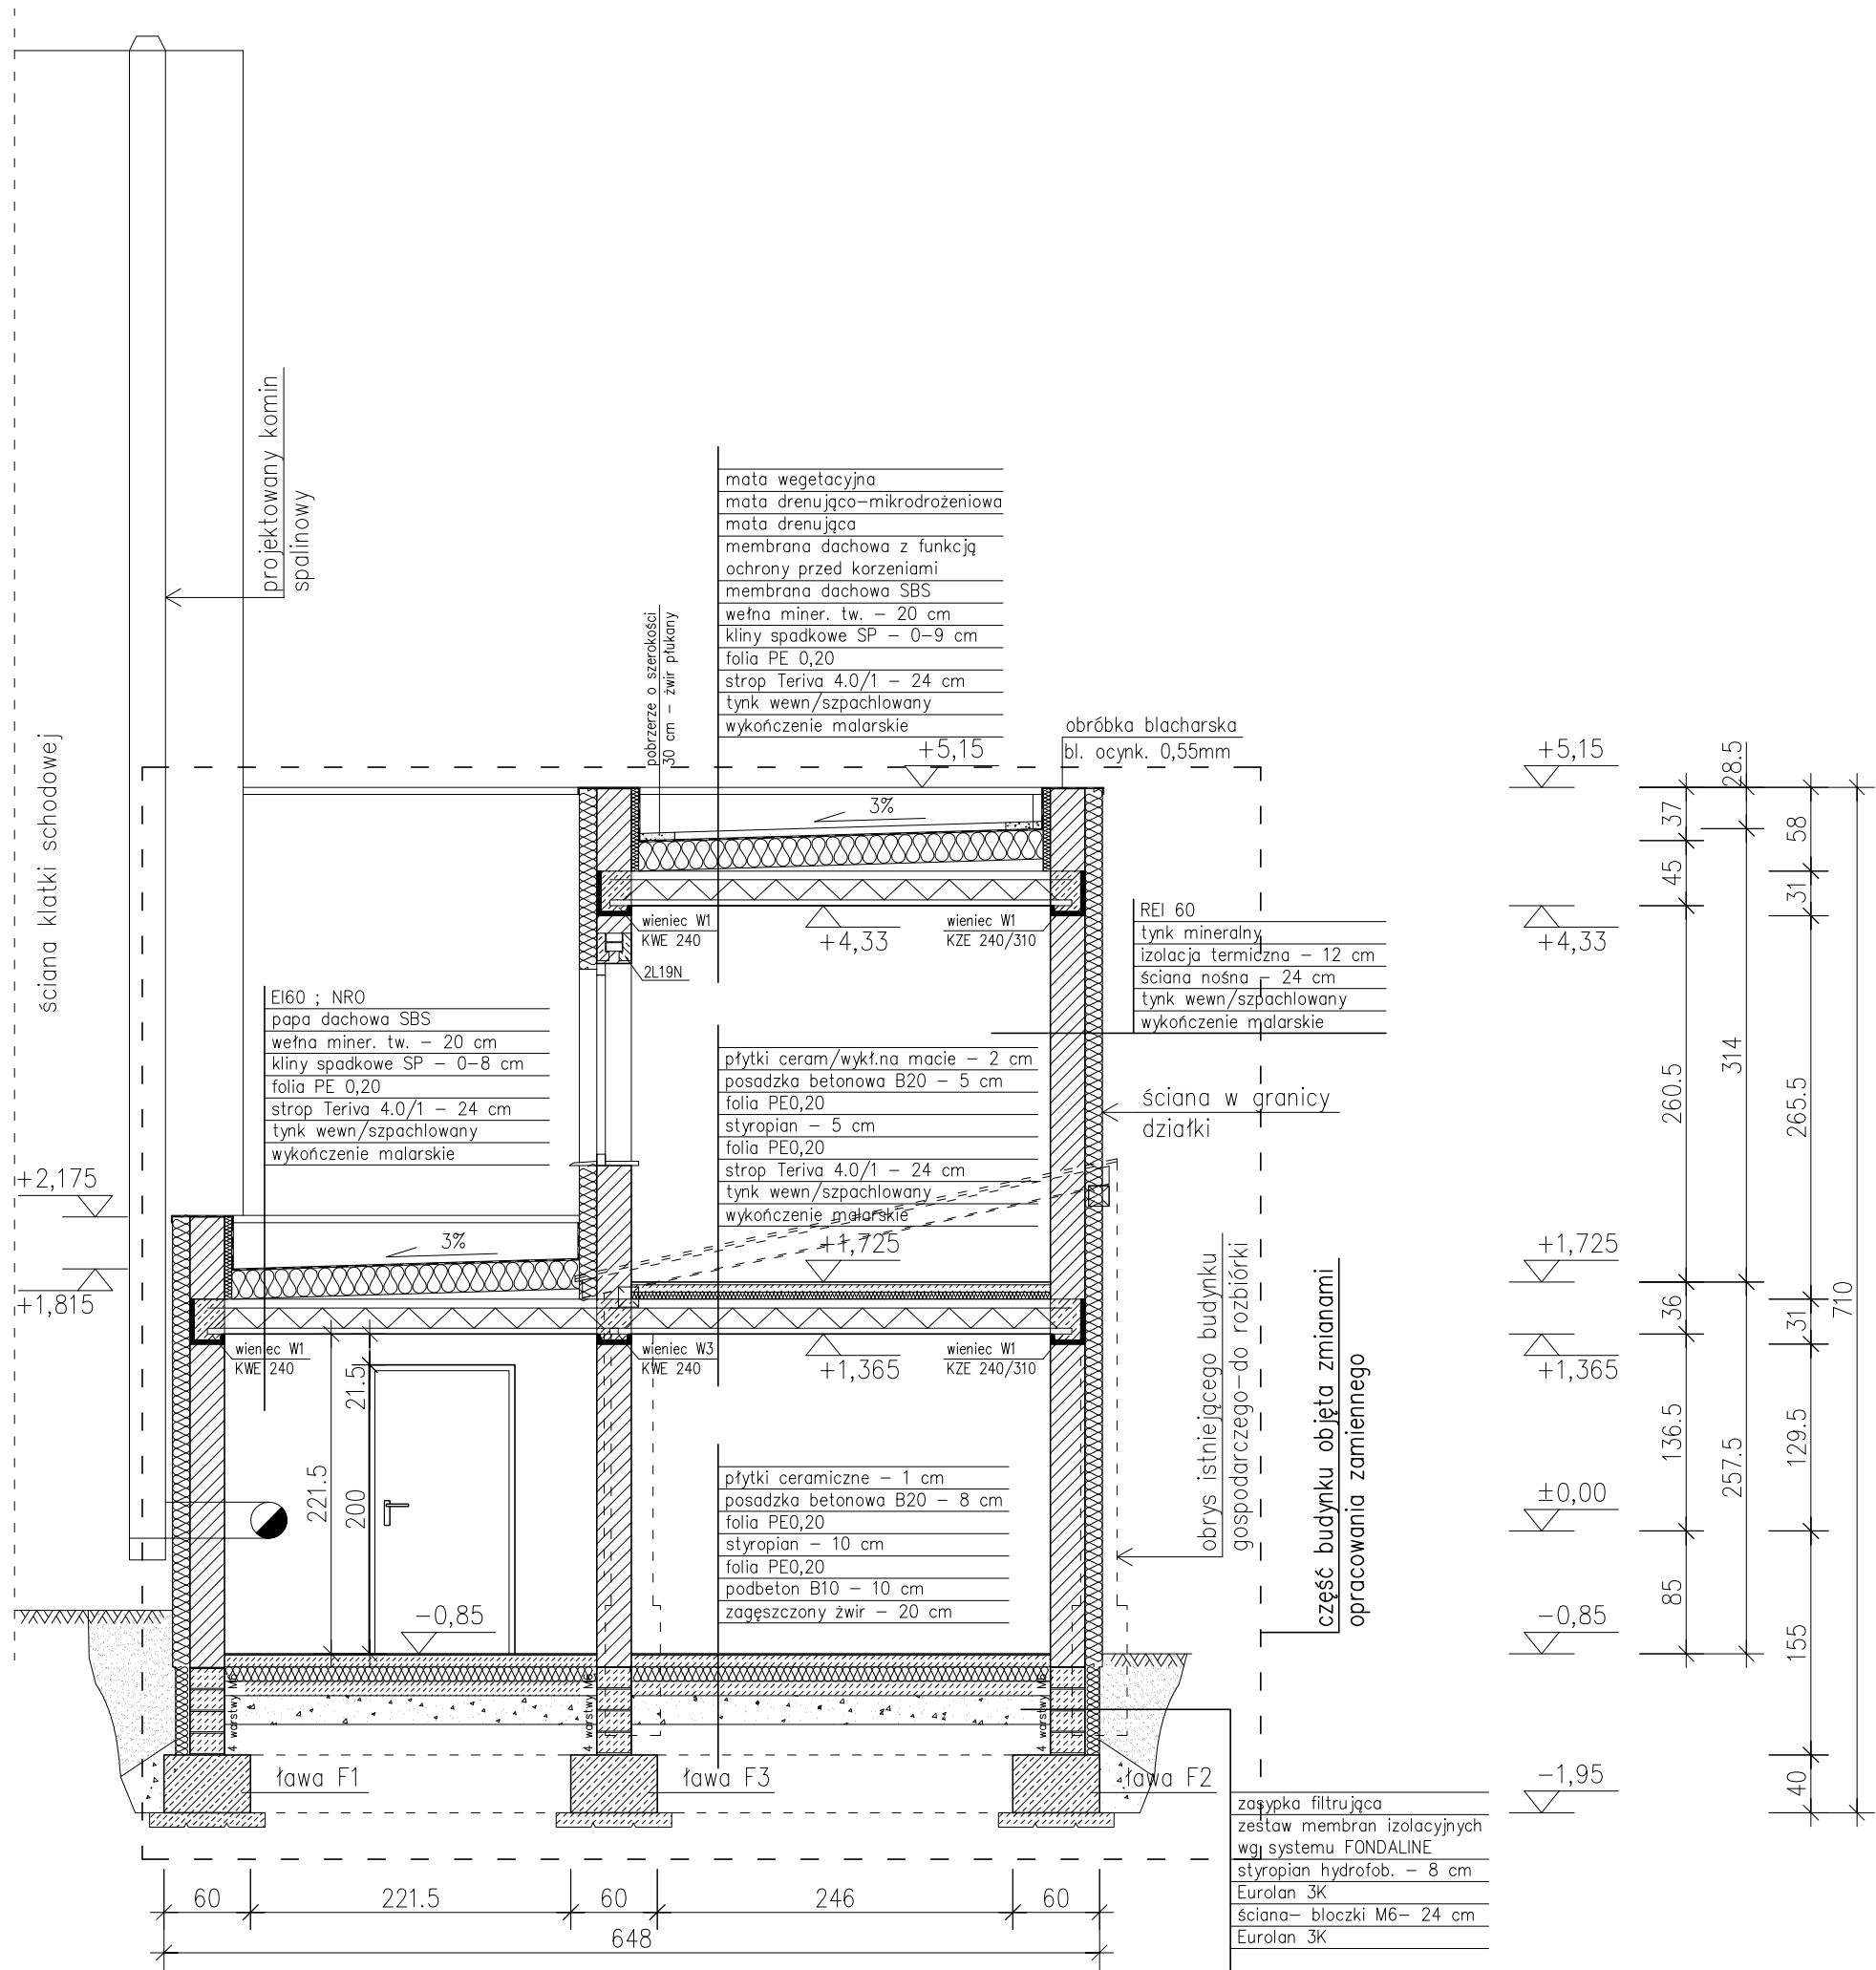 ściana klatki schodowej
projektowany komin
spalinowy
mata wegetacyjna
mata drenująco-mikrodrożeniowa
mata drenująca
membrana dachowa z funkcją
ochrony przed korzeniami
membrana dachowa SBS
wełna miner. tw. – 20 cm
kliny spadkowe SP – 0-9 cm
folia PE 0,20
strop Teriva 4.0/1 – 24 cm
tynk wewn/szpachlowany
wykończenie malarskie
pobrzerze o szerokości
30 cm – żwir płukany
+5,15
obróbka blacharska
bl. ocynk. 0,55mm
3%
wieniec W1
KWE 240
2L19N
+4,33
wieniec W1
KZE 240/310
REI 60
tynk mineralny
izolacja termiczna – 12 cm
ściana nośna – 24 cm
tynk wewn/szpachlowany
wykończenie malarskie
EI60 ; NRO
papa dachowa SBS
wełna miner. tw. – 20 cm
kliny spadkowe SP – 0-8 cm
folia PE 0,20
strop Teriva 4.0/1 – 24 cm
tynk wewn/szpachlowany
wykończenie malarskie
płytki ceram/wykł.na macie – 2 cm
posadzka betonowa B20 – 5 cm
folia PE0,20
styropian – 5 cm
folia PE0,20
strop Teriva 4.0/1 – 24 cm
tynk wewn/szpachlowany
wykończenie malarskie
+1,725
ściana w granicy
działki
+2,175
+1,815
3%
wieniec W1
KWE 240
wieniec W3
KWE 240
+1,365
wieniec W1
KZE 240/310
21.5
221.5
200
-0,85
płytki ceramiczne – 1 cm
posadzka betonowa B20 – 8 cm
folia PE0,20
styropian – 10 cm
folia PE0,20
podbeton B10 – 10 cm
zagęszczony żwir – 20 cm
obrys istniejącego budynku
gospodarczego-do rozbiórki
część budynku objęta zmianami
opracowania zamiennego
4 warstwy M6
4 warstwy M6
4 warstwy M6
ława F1
ława F3
ława F2
zasypka filtrująca
zestaw membran izolacyjnych
wg systemu FONDALINE
styropian hydrofob. – 8 cm
Eurolan 3K
ściana– bloczki M6– 24 cm
Eurolan 3K
60
221.5
60
246
60
648
+5,15
+4,33
+1,725
+1,365
±0,00
-0,85
-1,95
37
45
260.5
36
136.5
85
28.5
314
257.5
58
31
265.5
31
129.5
155
40
710